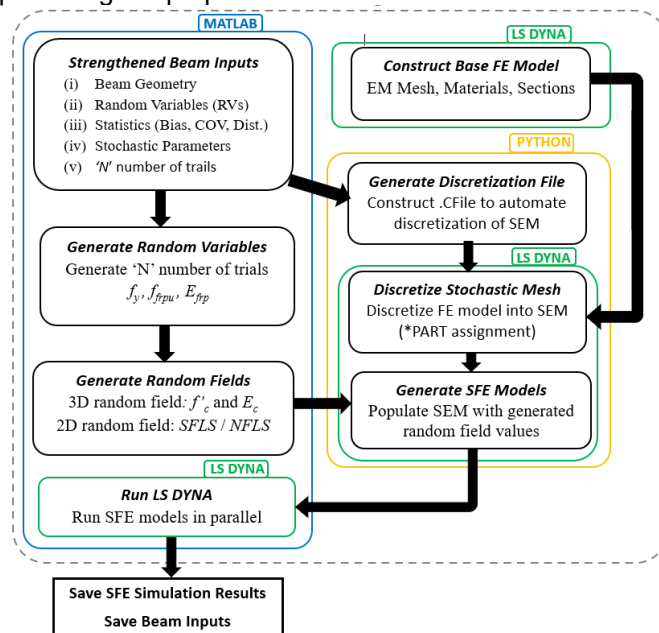 MATLAB
Strengthened Beam Inputs
(i) Beam Geometry
(ii) Random Variables (RVs)
(iii) Statistics (Bias, COV, Dist.)
(iv) Stochastic Parameters
(v) ‘N’ number of trails
Generate Random Variables
Generate ‘N’ number of trials
fy, ffrpu, Efrp
Generate Random Fields
3D random field: f’c and Ec
2D random field: SFLS / NFLS
LS DYNA
Run LS DYNA
Run SFE models in parallel
Save SFE Simulation Results
Save Beam Inputs
LS DYNA
Construct Base FE Model
EM Mesh, Materials, Sections
PYTHON
Generate Discretization File
Construct .CFile to automate
discretization of SEM
LS DYNA
Discretize Stochastic Mesh
Discretize FE model into SEM
(*PART assignment)
Generate SFE Models
Populate SEM with generated
random field values